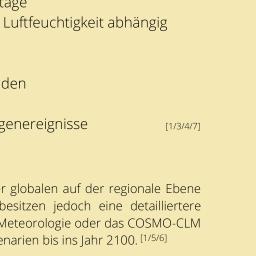 tage
Luftfeuchtigkeit abhängig
den
genereignisse [1/3/4/7]
r globalen auf der regionale Ebene
besitzen jedoch eine detailliertere
Meteorologie oder das COSMO-CLM
enarien bis ins Jahr 2100. [1/5/6]